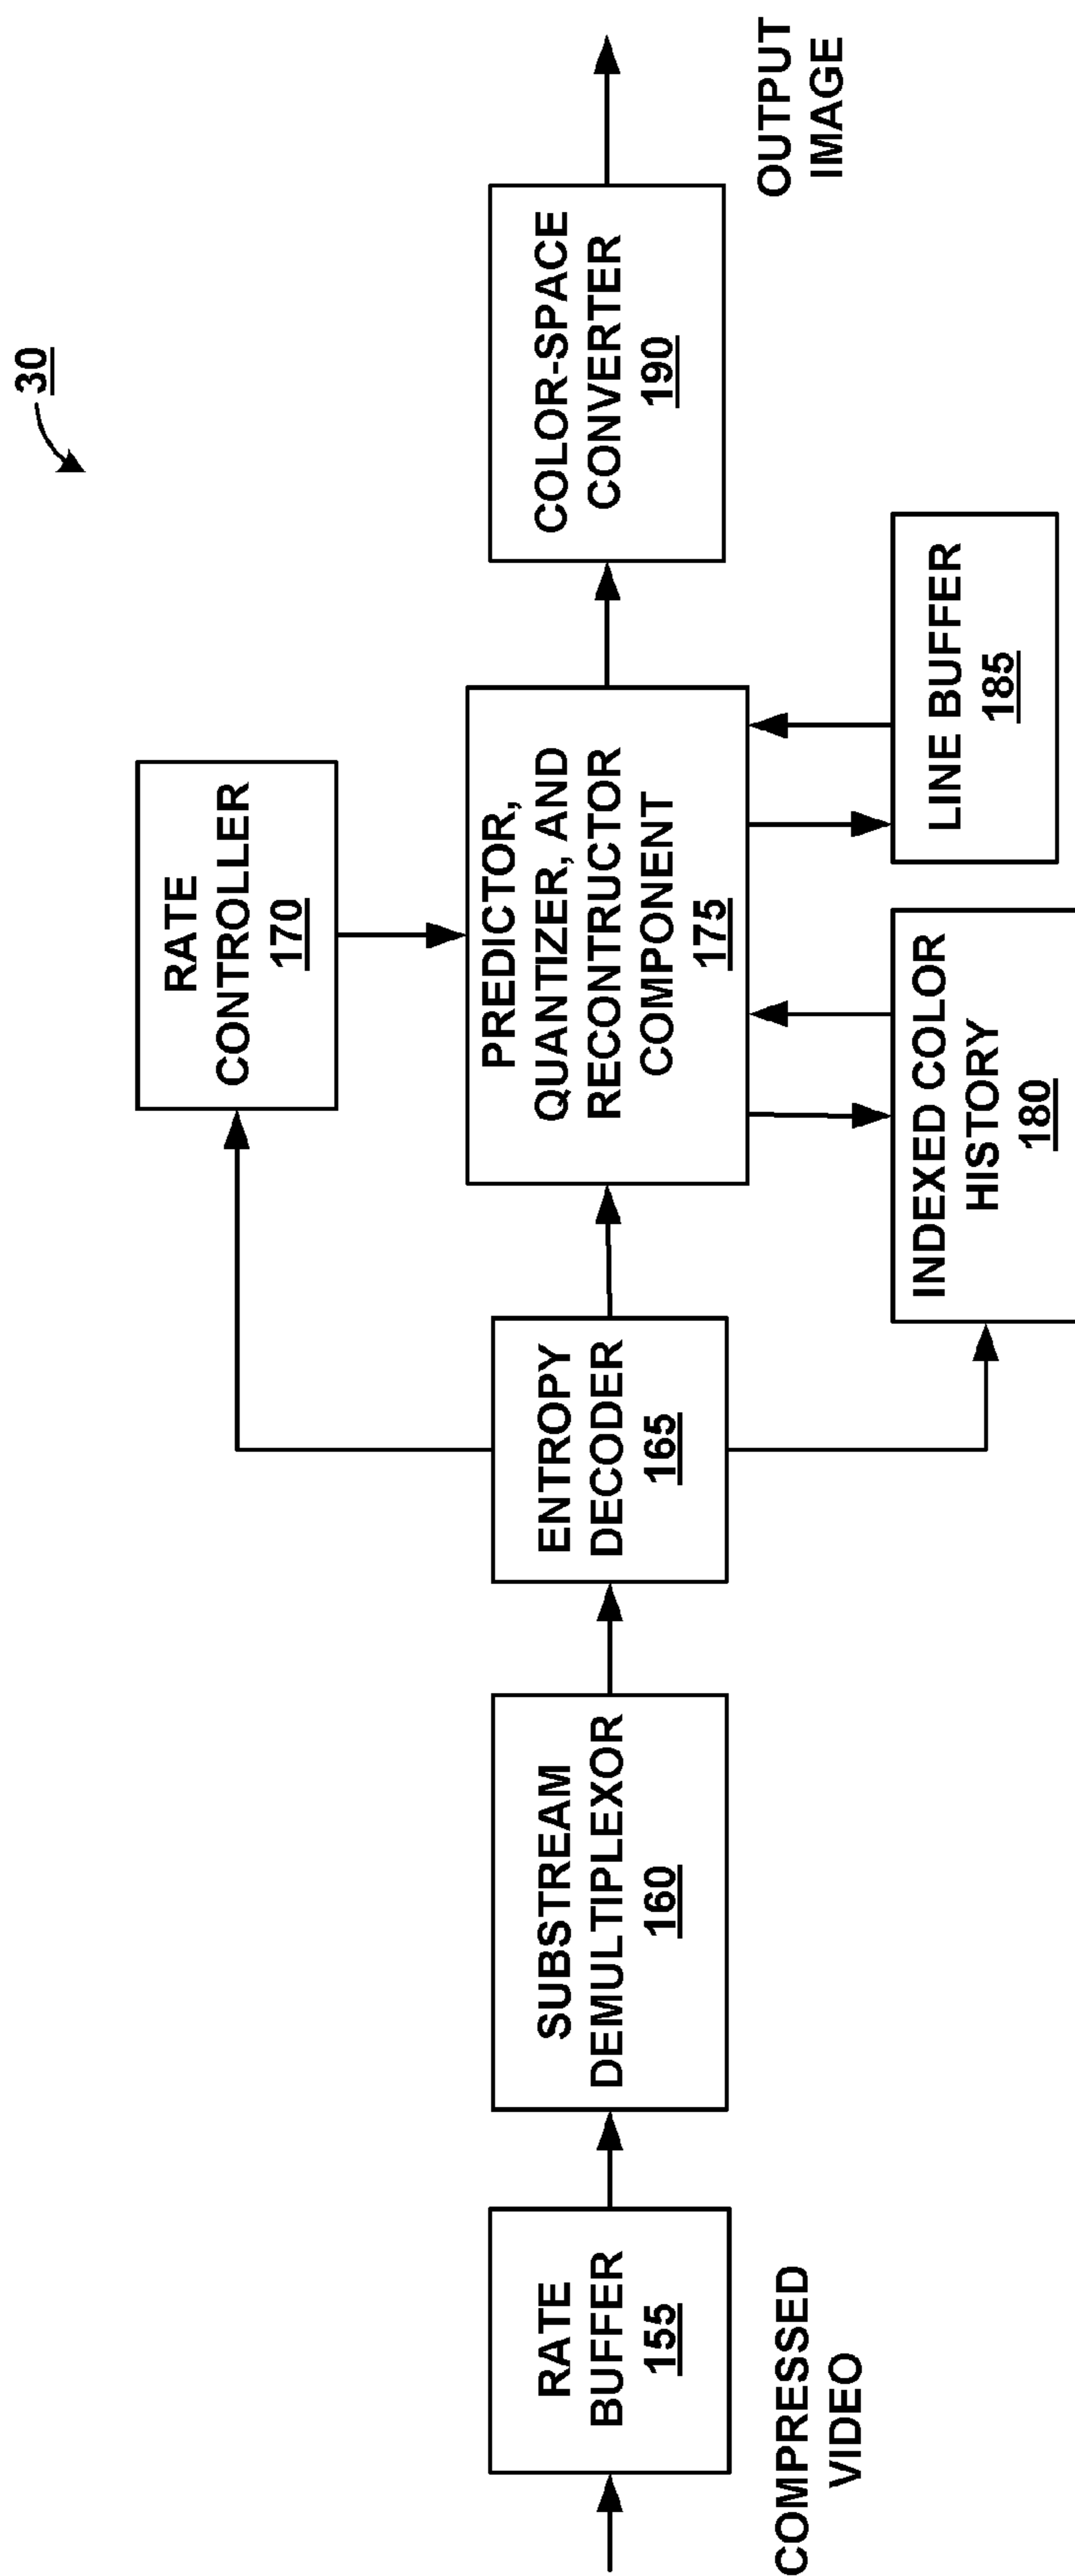 30
RATE
CONTROLLER
170
COMPRESSED
VIDEO
RATE
BUFFER
155
SUBSTREAM
DEMULTIPLEXOR
160
ENTROPY
DECODER
165
PREDICTOR,
QUANTIZER, AND
RECONTRUCTOR
COMPONENT
175
COLOR-SPACE
CONVERTER
190
OUTPUT
IMAGE
INDEXED COLOR
HISTORY
180
LINE BUFFER
185